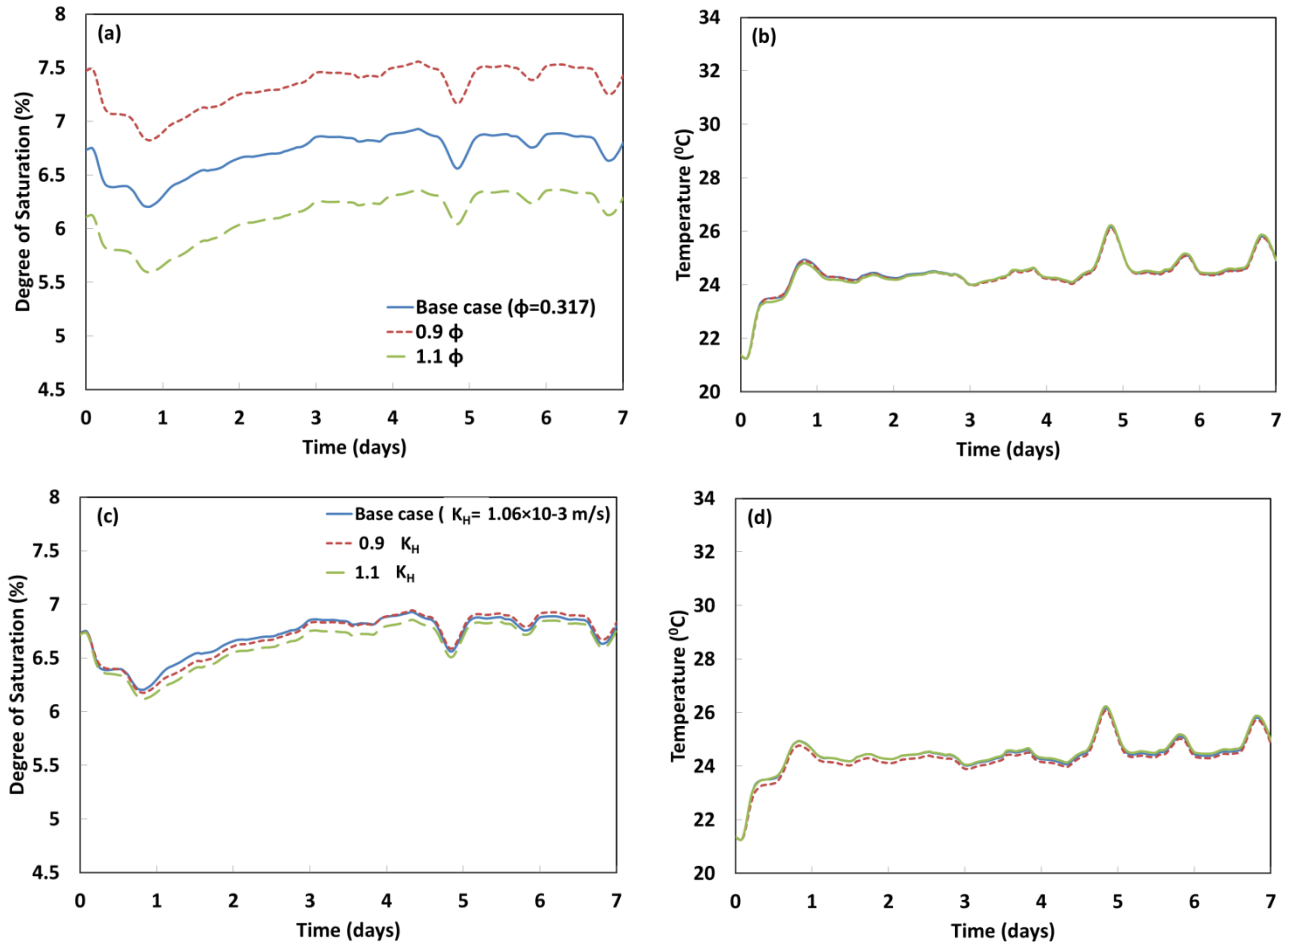 (a)
8
7.5
7
6.5
6
5.5
5
4.5
Degree of Saturation (%)
Base case (ϕ=0.317)
0.9 ϕ
1.1 ϕ
0 1 2 3 4 5 6 7
Time (days)
(b)
34
32
30
28
26
24
22
20
Temperature (⁰C)
0 1 2 3 4 5 6 7
Time (days)
(c)
8
7.5
7
6.5
6
5.5
5
4.5
Degree of Saturation (%)
Base case ( K_H= 1.06×10-3 m/s)
0.9 K_H
1.1 K_H
0 1 2 3 4 5 6 7
Time (days)
(d)
34
32
30
28
26
24
22
20
Temperature (⁰C)
0 1 2 3 4 5 6 7
Time (days)